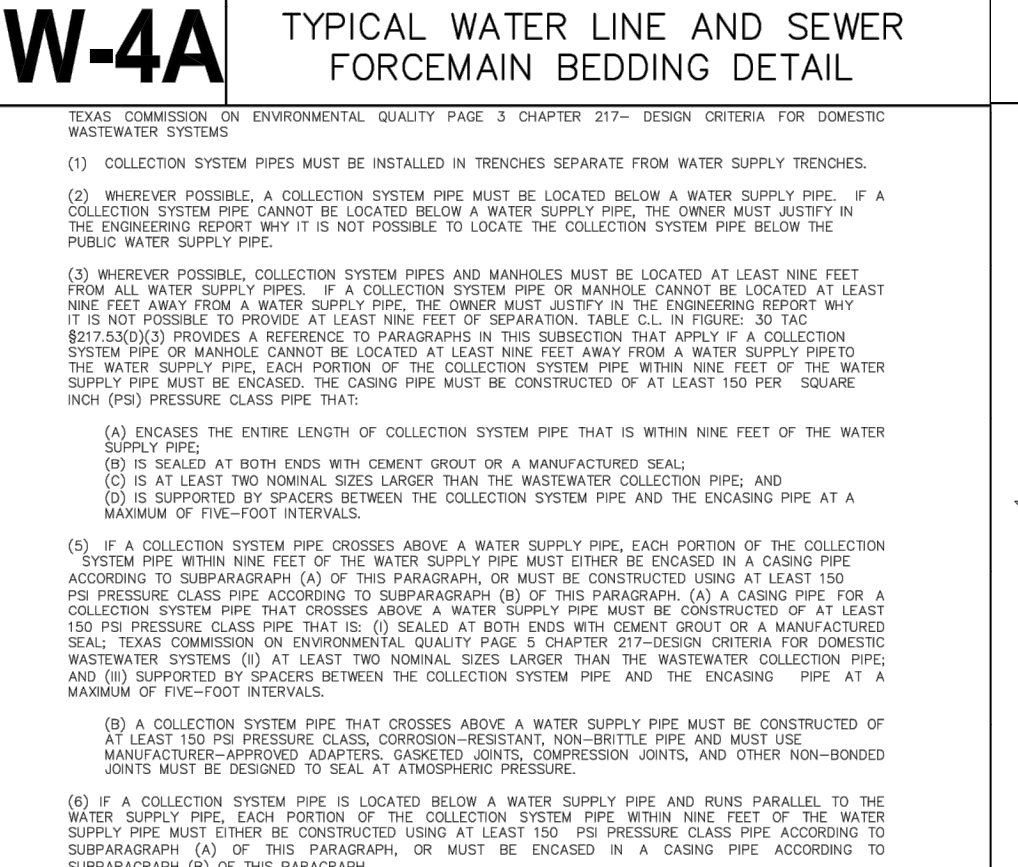 W-4A
TYPICAL WATER LINE AND SEWER
FORCEMAIN BEDDING DETAIL
TEXAS COMMISSION ON ENVIRONMENTAL QUALITY PAGE 3 CHAPTER 217- DESIGN CRITERIA FOR DOMESTIC
WASTEWATER SYSTEMS
(1) COLLECTION SYSTEM PIPES MUST BE INSTALLED IN TRENCHES SEPARATE FROM WATER SUPPLY TRENCHES.
(2) WHEREVER POSSIBLE, A COLLECTION SYSTEM PIPE MUST BE LOCATED BELOW A WATER SUPPLY PIPE. IF A
COLLECTION SYSTEM PIPE CANNOT BE LOCATED BELOW A WATER SUPPLY PIPE, THE OWNER MUST JUSTIFY IN
THE ENGINEERING REPORT WHY IT IS NOT POSSIBLE TO LOCATE THE COLLECTION SYSTEM PIPE BELOW THE
PUBLIC WATER SUPPLY PIPE.
(3) WHEREVER POSSIBLE, COLLECTION SYSTEM PIPES AND MANHOLES MUST BE LOCATED AT LEAST NINE FEET
FROM ALL WATER SUPPLY PIPES. IF A COLLECTION SYSTEM PIPE OR MANHOLE CANNOT BE LOCATED AT LEAST
NINE FEET AWAY FROM A WATER SUPPLY PIPE, THE OWNER MUST JUSTIFY IN THE ENGINEERING REPORT WHY
IT IS NOT POSSIBLE TO PROVIDE AT LEAST NINE FEET OF SEPARATION. TABLE C.L. IN FIGURE: 30 TAC
§217.53(D)(3) PROVIDES A REFERENCE TO PARAGRAPHS IN THIS SUBSECTION THAT APPLY IF A COLLECTION
SYSTEM PIPE OR MANHOLE CANNOT BE LOCATED AT LEAST NINE FEET AWAY FROM A WATER SUPPLY PIPETO
THE WATER SUPPLY PIPE, EACH PORTION OF THE COLLECTION SYSTEM PIPE WITHIN NINE FEET OF THE WATER
SUPPLY PIPE MUST BE ENCASED. THE CASING PIPE MUST BE CONSTRUCTED OF AT LEAST 150 PER SQUARE
INCH (PSI) PRESSURE CLASS PIPE THAT:
(A) ENCASES THE ENTIRE LENGTH OF COLLECTION SYSTEM PIPE THAT IS WITHIN NINE FEET OF THE WATER
SUPPLY PIPE;
(B) IS SEALED AT BOTH ENDS WITH CEMENT GROUT OR A MANUFACTURED SEAL;
(C) IS AT LEAST TWO NOMINAL SIZES LARGER THAN THE WASTEWATER COLLECTION PIPE; AND
(D) IS SUPPORTED BY SPACERS BETWEEN THE COLLECTION SYSTEM PIPE AND THE ENCASING PIPE AT A
MAXIMUM OF FIVE-FOOT INTERVALS.
(5) IF A COLLECTION SYSTEM PIPE CROSSES ABOVE A WATER SUPPLY PIPE, EACH PORTION OF THE COLLECTION
SYSTEM PIPE WITHIN NINE FEET OF THE WATER SUPPLY PIPE MUST EITHER BE ENCASED IN A CASING PIPE
ACCORDING TO SUBPARAGRAPH (A) OF THIS PARAGRAPH, OR MUST BE CONSTRUCTED USING AT LEAST 150
PSI PRESSURE CLASS PIPE ACCORDING TO SUBPARAGRAPH (B) OF THIS PARAGRAPH. (A) A CASING PIPE FOR A
COLLECTION SYSTEM PIPE THAT CROSSES ABOVE A WATER SUPPLY PIPE MUST BE CONSTRUCTED OF AT LEAST
150 PSI PRESSURE CLASS PIPE THAT IS: (I) SEALED AT BOTH ENDS WITH CEMENT GROUT OR A MANUFACTURED
SEAL; TEXAS COMMISSION ON ENVIRONMENTAL QUALITY PAGE 5 CHAPTER 217-DESIGN CRITERIA FOR DOMESTIC
WASTEWATER SYSTEMS (II) AT LEAST TWO NOMINAL SIZES LARGER THAN THE WASTEWATER COLLECTION PIPE;
AND (III) SUPPORTED BY SPACERS BETWEEN THE COLLECTION SYSTEM PIPE AND THE ENCASING PIPE AT A
MAXIMUM OF FIVE-FOOT INTERVALS.
(B) A COLLECTION SYSTEM PIPE THAT CROSSES ABOVE A WATER SUPPLY PIPE MUST BE CONSTRUCTED OF
AT LEAST 150 PSI PRESSURE CLASS, CORROSION-RESISTANT, NON-BRITTLE PIPE AND MUST USE
MANUFACTURER-APPROVED ADAPTERS. GASKETED JOINTS, COMPRESSION JOINTS, AND OTHER NON-BONDED
JOINTS MUST BE DESIGNED TO SEAL AT ATMOSPHERIC PRESSURE.
(6) IF A COLLECTION SYSTEM PIPE IS LOCATED BELOW A WATER SUPPLY PIPE AND RUNS PARALLEL TO THE
WATER SUPPLY PIPE, EACH PORTION OF THE COLLECTION SYSTEM PIPE WITHIN NINE FEET OF THE WATER
SUPPLY PIPE MUST EITHER BE CONSTRUCTED USING AT LEAST 150 PSI PRESSURE CLASS PIPE ACCORDING TO
SUBPARAGRAPH (A) OF THIS PARAGRAPH, OR MUST BE ENCASED IN A CASING PIPE ACCORDING TO
SUBPARAGRAPH (B) OF THIS PARAGRAPH.